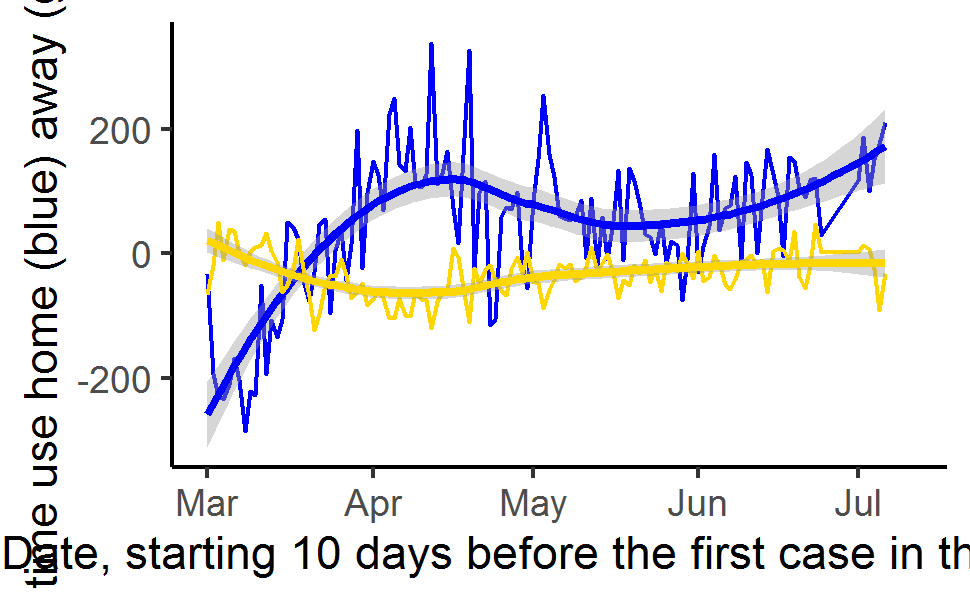 time use home (blue) away (
200
0
-200
Mar Apr May Jun Jul
Date, starting 10 days before the first case in th